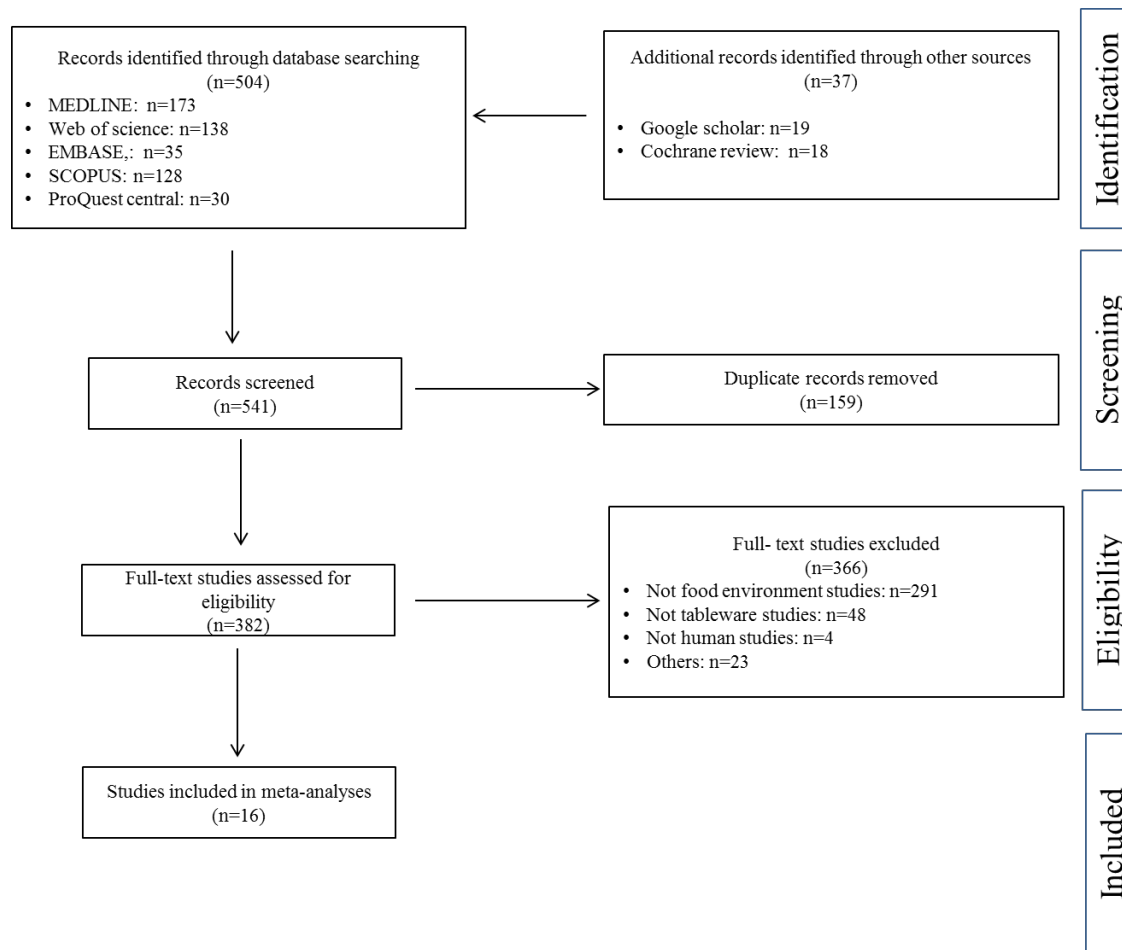 Records identified through database searching
(n=504)
• MEDLINE: n=173
• Web of science: n=138
• EMBASE,: n=35
• SCOPUS: n=128
• ProQuest central: n=30
Additional records identified through other sources
(n=37)
• Google scholar: n=19
• Cochrane review: n=18
Identification
Records screened
(n=541)
Duplicate records removed
(n=159)
Screening
Full-text studies assessed for
eligibility
(n=382)
Full- text studies excluded
(n=366)
• Not food environment studies: n=291
• Not tableware studies: n=48
• Not human studies: n=4
• Others: n=23
Eligibility
Studies included in meta-analyses
(n=16)
Included